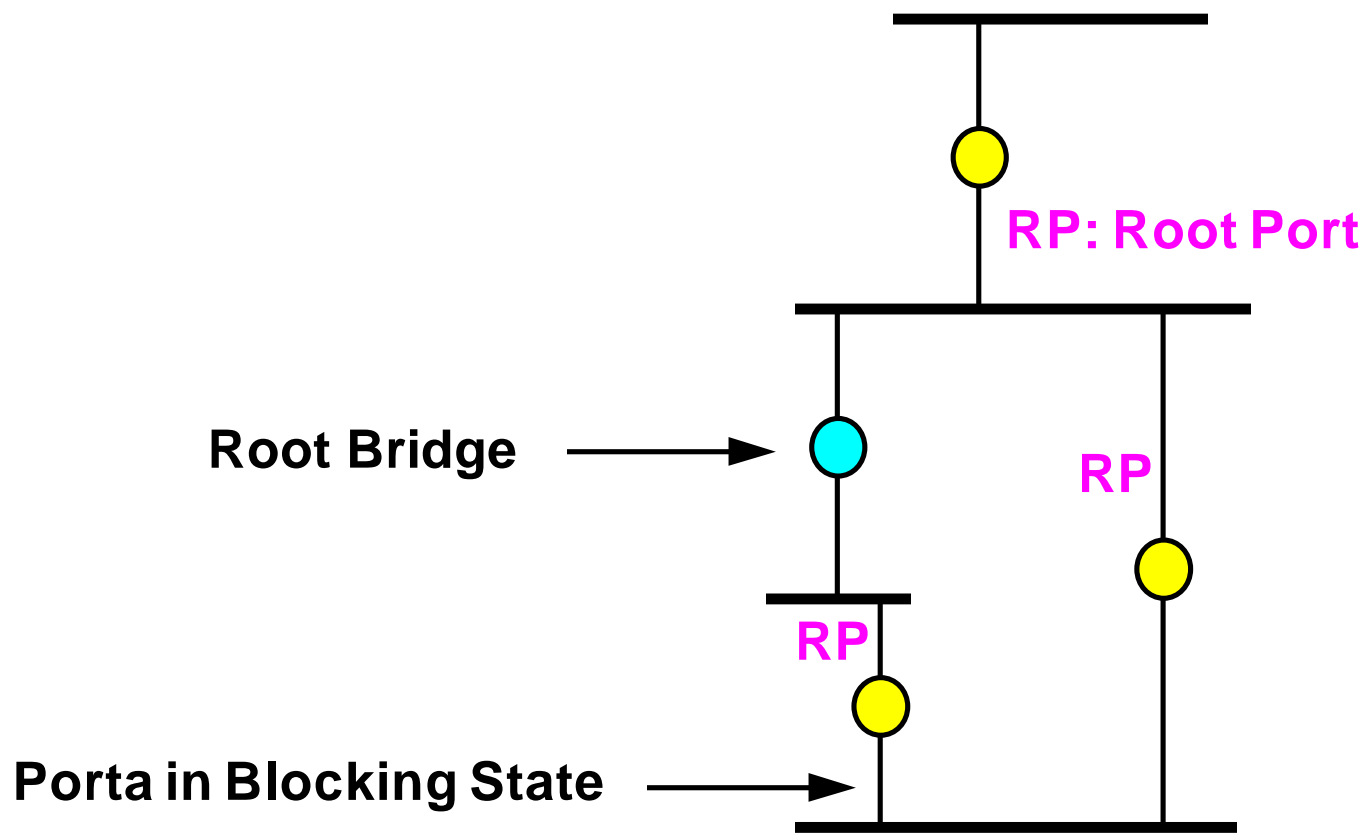 RP: Root Port
Root Bridge
RP
RP
Porta in Blocking State